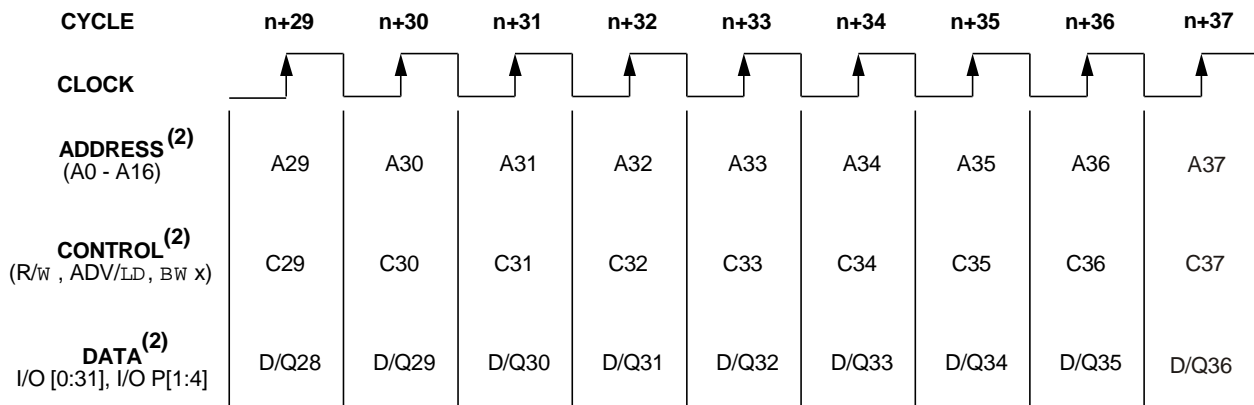 CYCLE n+29 n+30 n+31 n+32 n+33 n+34 n+35 n+36 n+37
CLOCK
ADDRESS(2)
(A0 - A16) A29 A30 A31 A32 A33 A34 A35 A36 A37
CONTROL(2)
(R/W , ADV/LD, BW x) C29 C30 C31 C32 C33 C34 C35 C36 C37
DATA(2)
I/O [0:31], I/O P[1:4] D/Q28 D/Q29 D/Q30 D/Q31 D/Q32 D/Q33 D/Q34 D/Q35 D/Q36